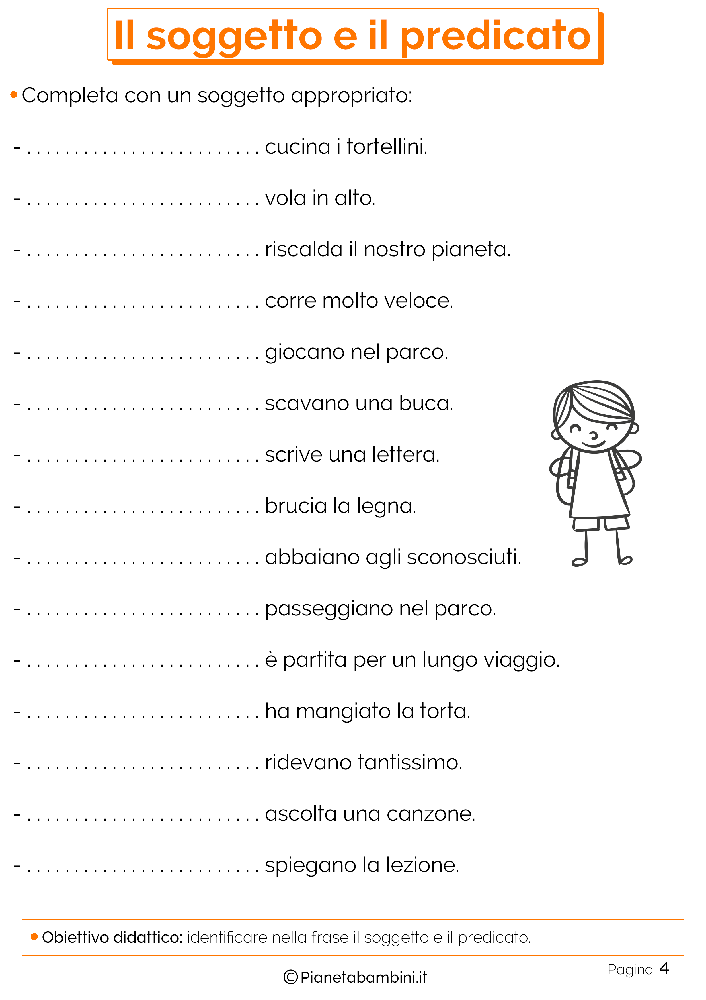 Il soggetto e il predicato
• Completa con un soggetto appropriato:
- . . . . . . . . . . . . . . . . . . . . . . . . . cucina i tortellini.
- . . . . . . . . . . . . . . . . . . . . . . . . . vola in alto.
- . . . . . . . . . . . . . . . . . . . . . . . . . riscalda il nostro pianeta.
- . . . . . . . . . . . . . . . . . . . . . . . . . corre molto veloce.
- . . . . . . . . . . . . . . . . . . . . . . . . . giocano nel parco.
- . . . . . . . . . . . . . . . . . . . . . . . . . scavano una buca.
- . . . . . . . . . . . . . . . . . . . . . . . . . scrive una lettera.
- . . . . . . . . . . . . . . . . . . . . . . . . . brucia la legna.
- . . . . . . . . . . . . . . . . . . . . . . . . . abbaiano agli sconosciuti.
- . . . . . . . . . . . . . . . . . . . . . . . . . passeggiano nel parco.
- . . . . . . . . . . . . . . . . . . . . . . . . . è partita per un lungo viaggio.
- . . . . . . . . . . . . . . . . . . . . . . . . . ha mangiato la torta.
- . . . . . . . . . . . . . . . . . . . . . . . . . ridevano tantissimo.
- . . . . . . . . . . . . . . . . . . . . . . . . . ascolta una canzone.
- . . . . . . . . . . . . . . . . . . . . . . . . . spiegano la lezione.
• Obiettivo didattico: identificare nella frase il soggetto e il predicato.
Pagina 4
©Pianetabambini.it